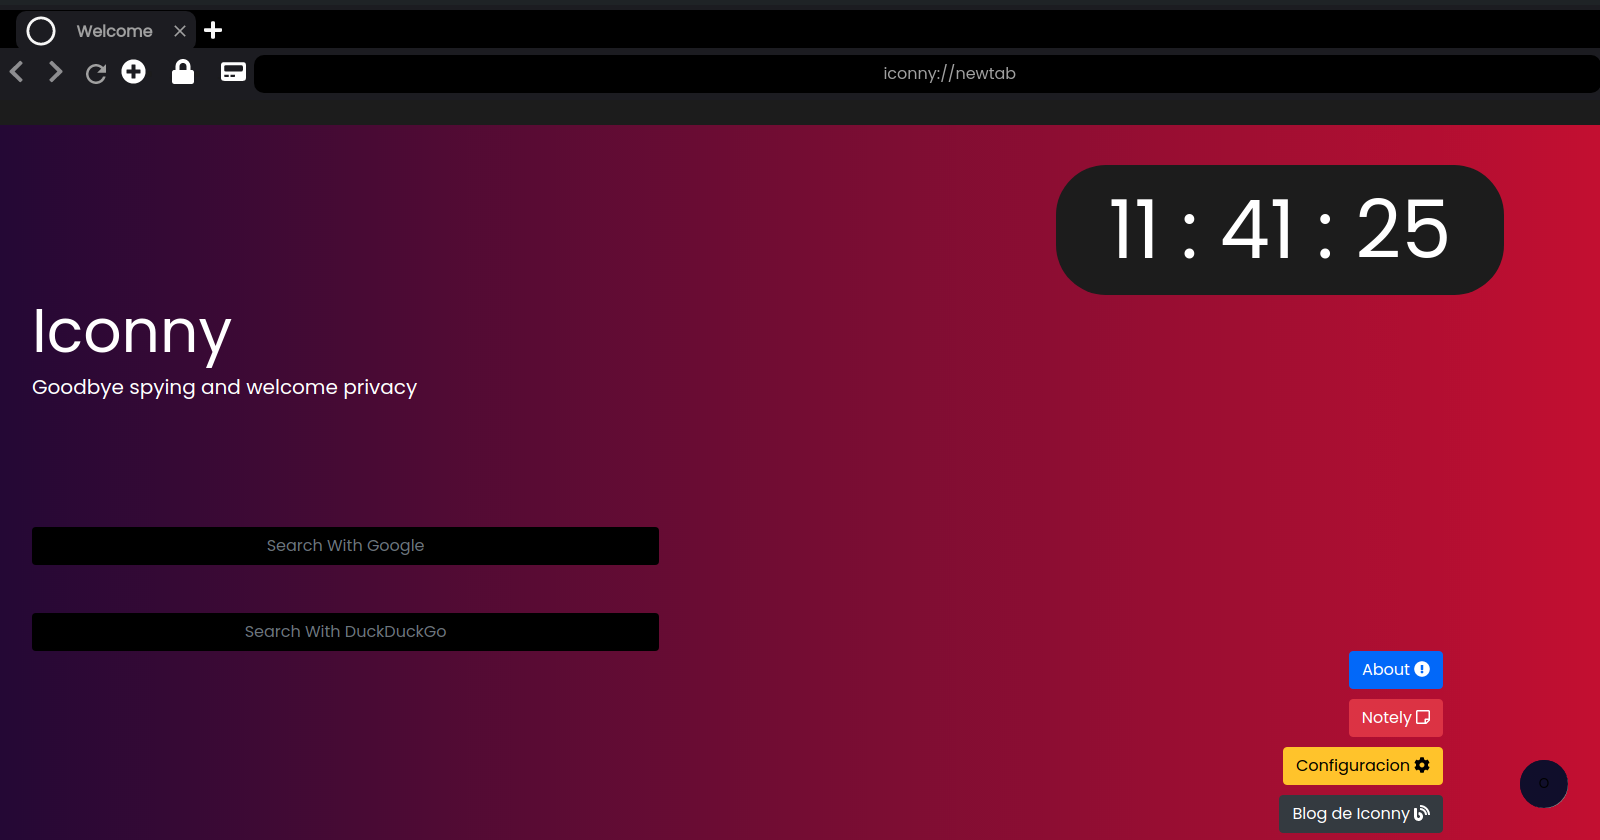 Welcome
iconny://newtab
11 : 41 : 25
Iconny
Goodbye spying and welcome privacy
Search With Google
Search With DuckDuckGo
About
Notely
Configuracion
Blog de Iconny